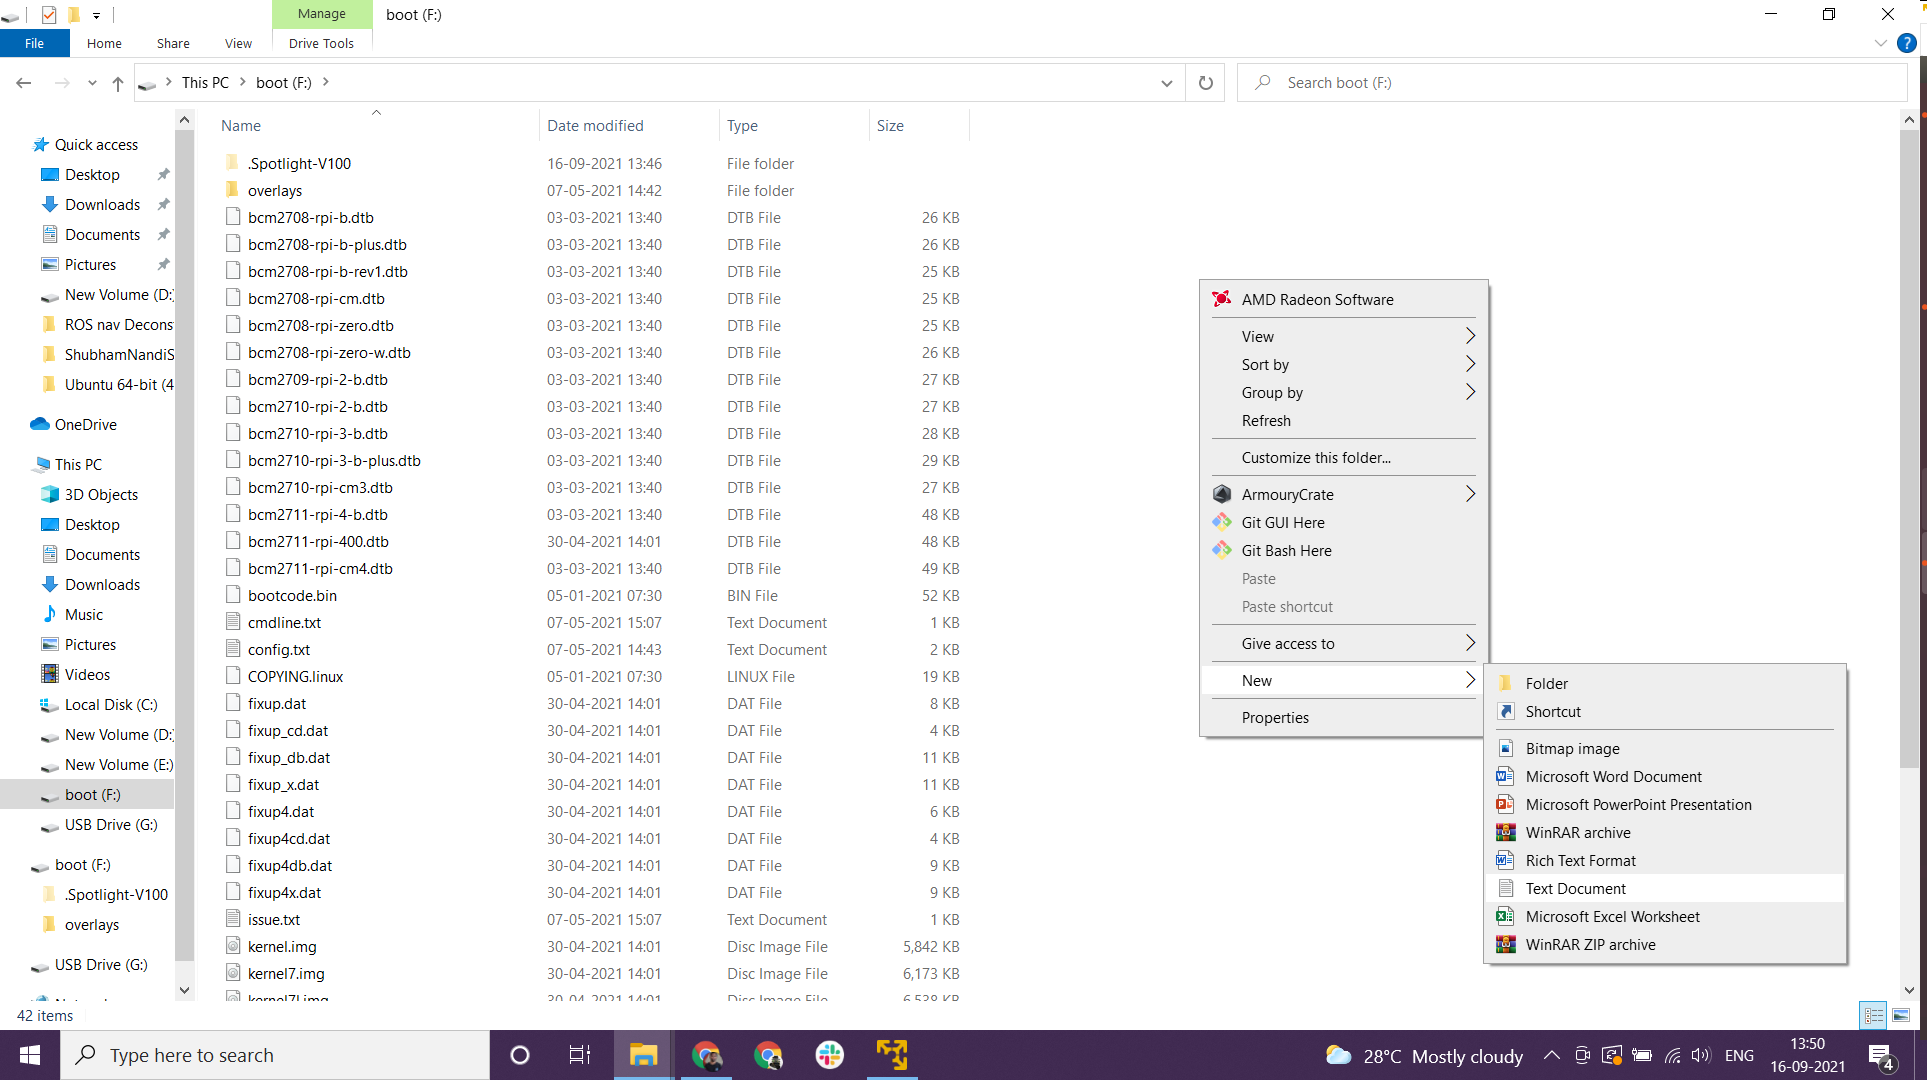 Manage
boot (F:)
File
Home
Share
View
Drive Tools
This PC
boot (F:)
Search boot (F:)
Name
Date modified
Type
Size
Quick access
Desktop
Downloads
Documents
Pictures
New Volume (D:
ROS nav Decons
ShubhamNandiS
Ubuntu 64-bit (4
OneDrive
This PC
3D Objects
Desktop
Documents
Downloads
Music
Pictures
Videos
Local Disk (C:)
New Volume (D:
New Volume (E:)
boot (F:)
USB Drive (G:)
boot (F:)
.Spotlight-V100
overlays
USB Drive (G:)
.Spotlight-V100 16-09-2021 13:46 File folder
overlays 07-05-2021 14:42 File folder
bcm2708-rpi-b.dtb 03-03-2021 13:40 DTB File 26 KB
bcm2708-rpi-b-plus.dtb 03-03-2021 13:40 DTB File 26 KB
bcm2708-rpi-b-rev1.dtb 03-03-2021 13:40 DTB File 25 KB
bcm2708-rpi-cm.dtb 03-03-2021 13:40 DTB File 25 KB
bcm2708-rpi-zero.dtb 03-03-2021 13:40 DTB File 25 KB
bcm2708-rpi-zero-w.dtb 03-03-2021 13:40 DTB File 26 KB
bcm2709-rpi-2-b.dtb 03-03-2021 13:40 DTB File 27 KB
bcm2710-rpi-2-b.dtb 03-03-2021 13:40 DTB File 27 KB
bcm2710-rpi-3-b.dtb 03-03-2021 13:40 DTB File 28 KB
bcm2710-rpi-3-b-plus.dtb 03-03-2021 13:40 DTB File 29 KB
bcm2710-rpi-cm3.dtb 03-03-2021 13:40 DTB File 27 KB
bcm2711-rpi-4-b.dtb 03-03-2021 13:40 DTB File 48 KB
bcm2711-rpi-400.dtb 30-04-2021 14:01 DTB File 48 KB
bcm2711-rpi-cm4.dtb 03-03-2021 13:40 DTB File 49 KB
bootcode.bin 05-01-2021 07:30 BIN File 52 KB
cmdline.txt 07-05-2021 15:07 Text Document 1 KB
config.txt 07-05-2021 14:43 Text Document 2 KB
COPYING.linux 05-01-2021 07:30 LINUX File 19 KB
fixup.dat 30-04-2021 14:01 DAT File 8 KB
fixup_cd.dat 30-04-2021 14:01 DAT File 4 KB
fixup_db.dat 30-04-2021 14:01 DAT File 11 KB
fixup_x.dat 30-04-2021 14:01 DAT File 11 KB
fixup4.dat 30-04-2021 14:01 DAT File 6 KB
fixup4cd.dat 30-04-2021 14:01 DAT File 4 KB
fixup4db.dat 30-04-2021 14:01 DAT File 9 KB
fixup4x.dat 30-04-2021 14:01 DAT File 9 KB
issue.txt 07-05-2021 15:07 Text Document 1 KB
kernel.img 30-04-2021 14:01 Disc Image File 5,842 KB
kernel7.img 30-04-2021 14:01 Disc Image File 6,173 KB
kernel7l.img 30-04-2021 14:01 Disc Image File 6,538 KB
AMD Radeon Software
View
Sort by
Group by
Refresh
Customize this folder...
ArmouryCrate
Git GUI Here
Git Bash Here
Paste
Paste shortcut
Give access to
New
Properties
Folder
Shortcut
Bitmap image
Microsoft Word Document
Microsoft PowerPoint Presentation
WinRAR archive
Rich Text Format
Text Document
Microsoft Excel Worksheet
WinRAR ZIP archive
42 items
Type here to search
28°C Mostly cloudy
ENG
13:50
16-09-2021
4